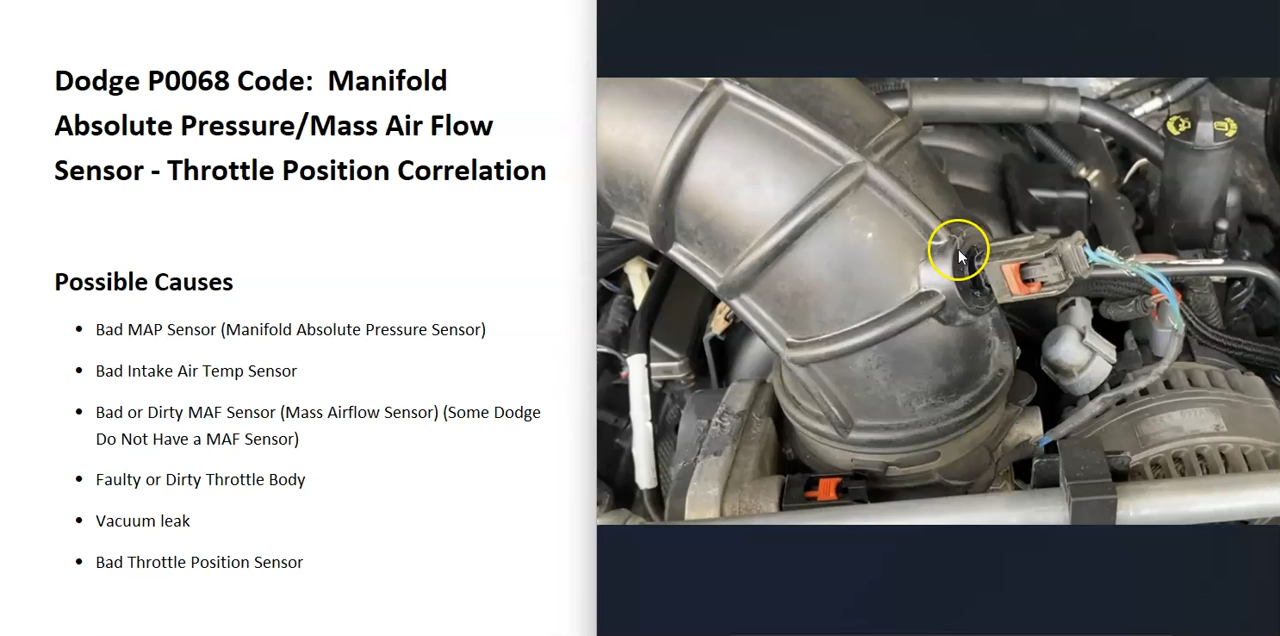 Dodge P0068 Code:  Manifold
Absolute Pressure/Mass Air Flow
Sensor - Throttle Position Correlation
Possible Causes
• Bad MAP Sensor (Manifold Absolute Pressure Sensor)
• Bad Intake Air Temp Sensor
• Bad or Dirty MAF Sensor (Mass Airflow Sensor) (Some Dodge
Do Not Have a MAF Sensor)
• Faulty or Dirty Throttle Body
• Vacuum leak
• Bad Throttle Position Sensor